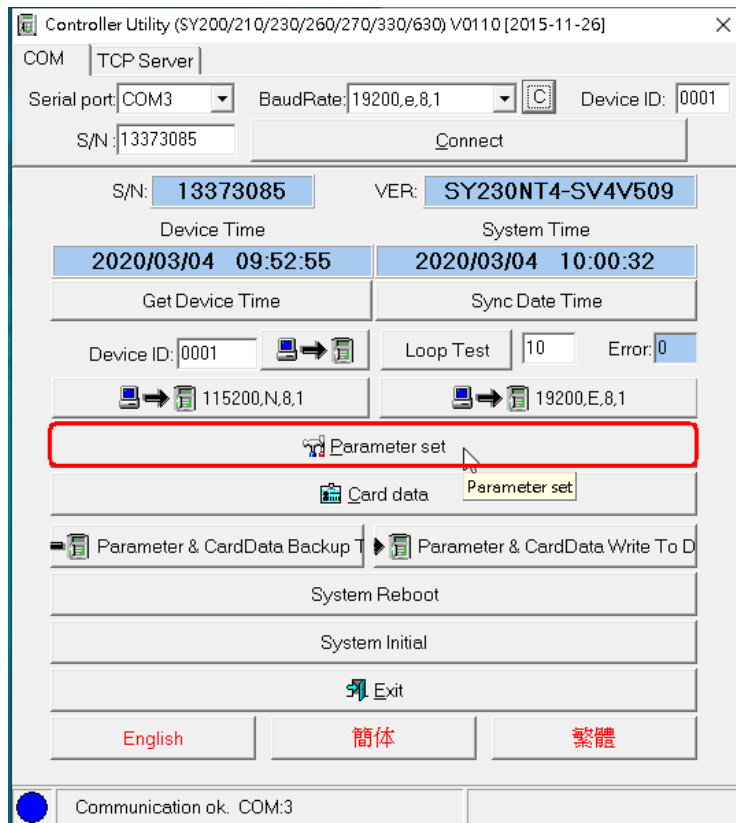 Controller Utility (SY200/210/230/260/270/330/630) V0110 [2015-11-26]
COM TCP Server
Serial port: COM3 BaudRate: 19200,e,8,1 C Device ID: 0001
S/N : 13373085 Connect
S/N: 13373085 VER: SY230NT4-SV4V509
Device Time System Time
2020/03/04 09:52:55 2020/03/04 10:00:32
Get Device Time Sync Date Time
Device ID: 0001 Loop Test 10 Error: 0
115200,N,8,1 19200,E,8,1
Parameter set
Parameter set
Card data
Parameter & CardData Backup T Parameter & CardData Write To D
System Reboot
System Initial
Exit
English 簡体 繁體
Communication ok. COM:3